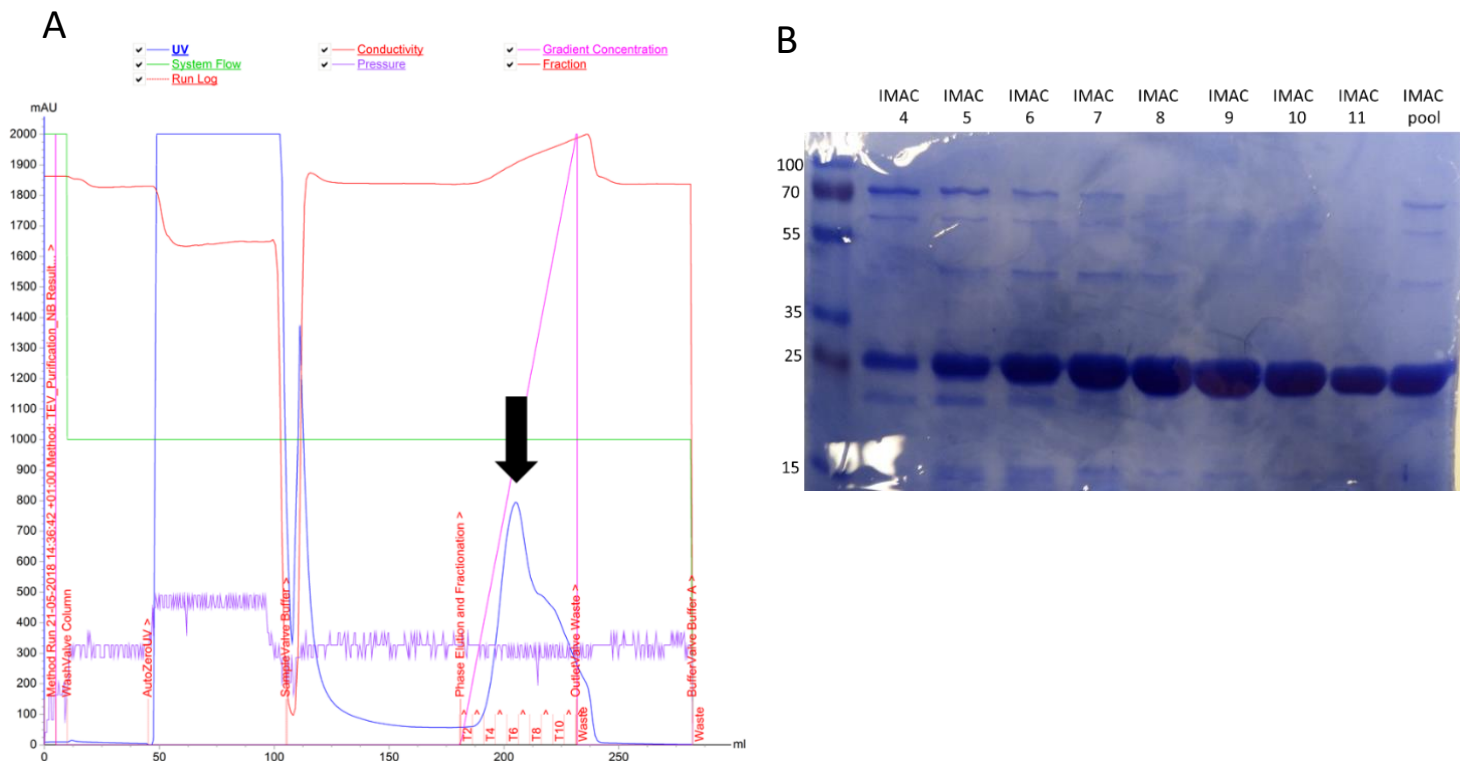 A
UV
Conductivity
Gradient Concentration
System Flow
Pressure
Fraction
Run Log
mAU
2000
1900
1800
1700
1600
1500
1400
1300
1200
1100
1000
900
800
700
600
500
400
300
200
100
0
Method Run 21-05-2018 14:36:42 +01:00 Method: TEV_Purification_NB Result... >
WashValve Column
AutoZeroUV >
SampleValve Buffer >
Phase Elution and Fractionation >
T2
T4
T6
T8
T10
OutletValve Waste >
Waste
BufferValve Buffer A >
Waste
0
50
100
150
200
250
ml
B
IMAC 4
IMAC 5
IMAC 6
IMAC 7
IMAC 8
IMAC 9
IMAC 10
IMAC 11
IMAC pool
100
70
55
35
25
15